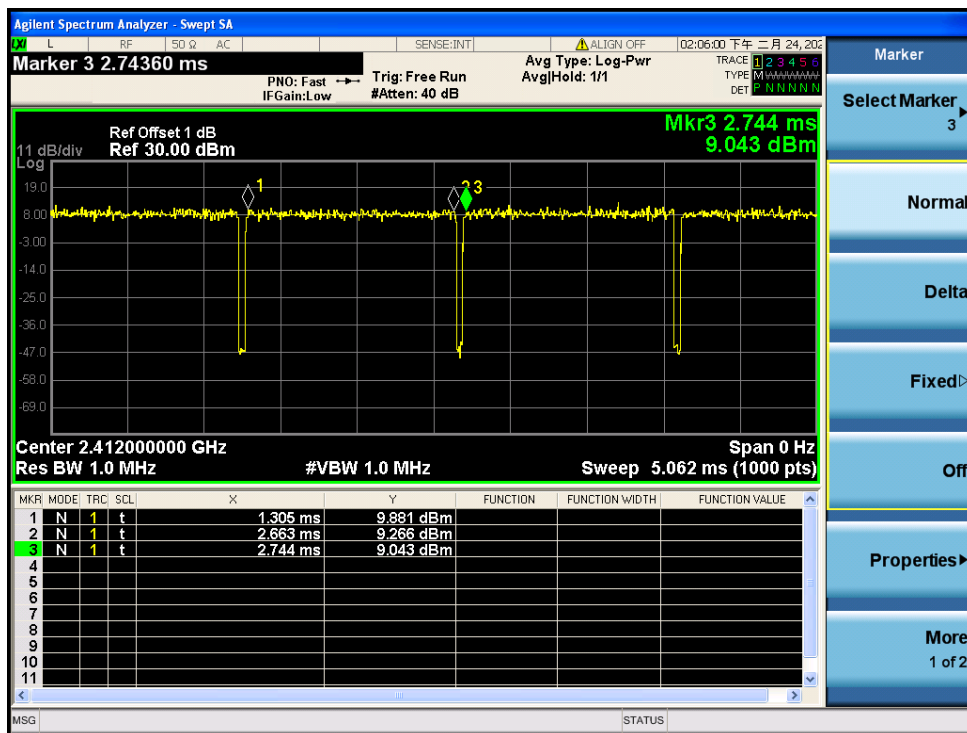 Agilent Spectrum Analyzer - Swept SA
LXI L RF 50 Ω AC SENSE:INT ALIGN OFF 02:06:00 下午 二月 24, 202
Marker 3 2.74360 ms
PNO: Fast
IFGain:Low
Trig: Free Run
#Atten: 40 dB
Avg Type: Log-Pwr
Avg|Hold: 1/1
TRACE 1 2 3 4 5 6
TYPE M
DET P N N N N N
Mkr3 2.744 ms
9.043 dBm
Ref Offset 1 dB
Ref 30.00 dBm
11 dB/div
Log
19.0
8.00
-3.00
-14.0
-25.0
-36.0
-47.0
-58.0
-69.0
1
2 3
Center 2.412000000 GHz Span 0 Hz
Res BW 1.0 MHz #VBW 1.0 MHz Sweep 5.062 ms (1000 pts)
MKR MODE TRC SCL X Y FUNCTION FUNCTION WIDTH FUNCTION VALUE
1 N 1 t 1.305 ms 9.881 dBm
2 N 1 t 2.663 ms 9.266 dBm
3 N 1 t 2.744 ms 9.043 dBm
4
5
6
7
8
9
10
11
MSG STATUS
Marker
Select Marker
3
Normal
Delta
Fixed
Off
Properties
More
1 of 2